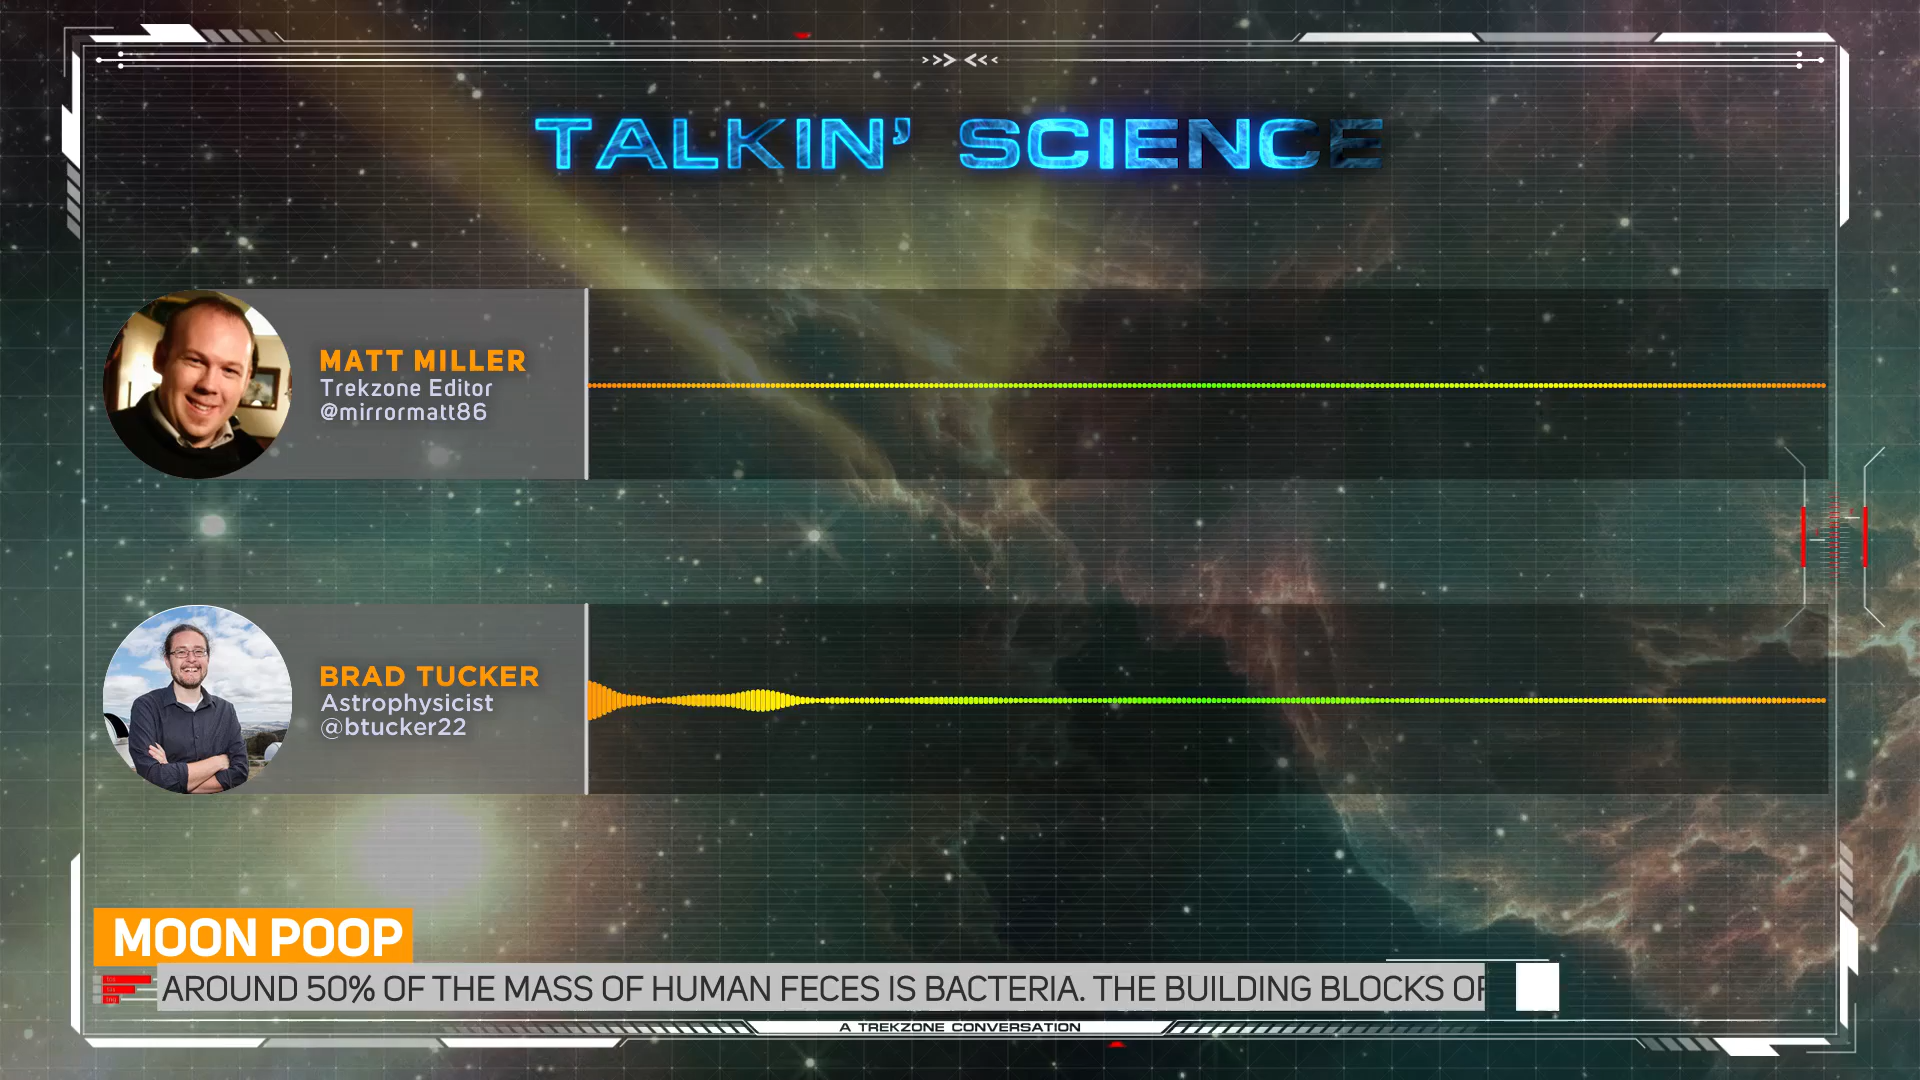 TALKIN’ SCIENCE
MATT MILLER
Trekzone Editor
@mirrormatt86
BRAD TUCKER
Astrophysicist
@btucker22
MOON POOP
AROUND 50% OF THE MASS OF HUMAN FECES IS BACTERIA. THE BUILDING BLOCKS OF
A TREKZONE CONVERSATION